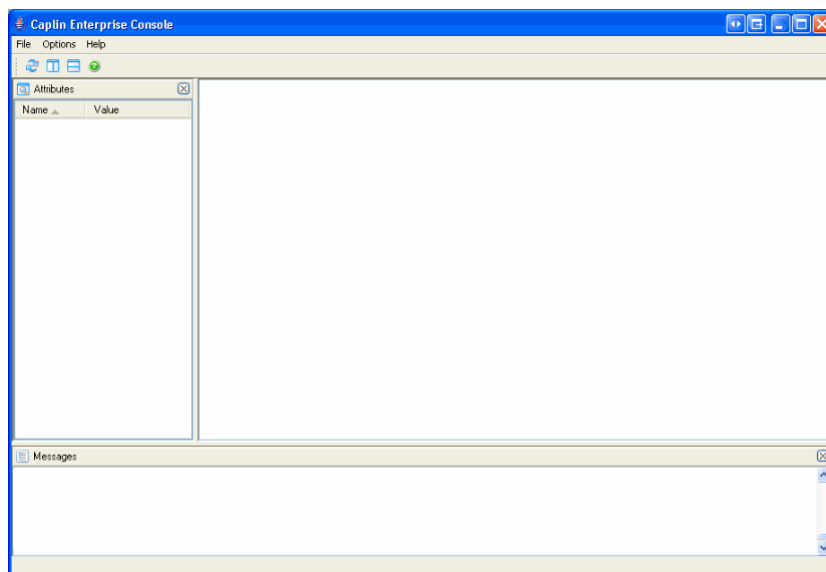 Caplin Enterprise Console
File Options Help
Attributes
Name Value
Messages